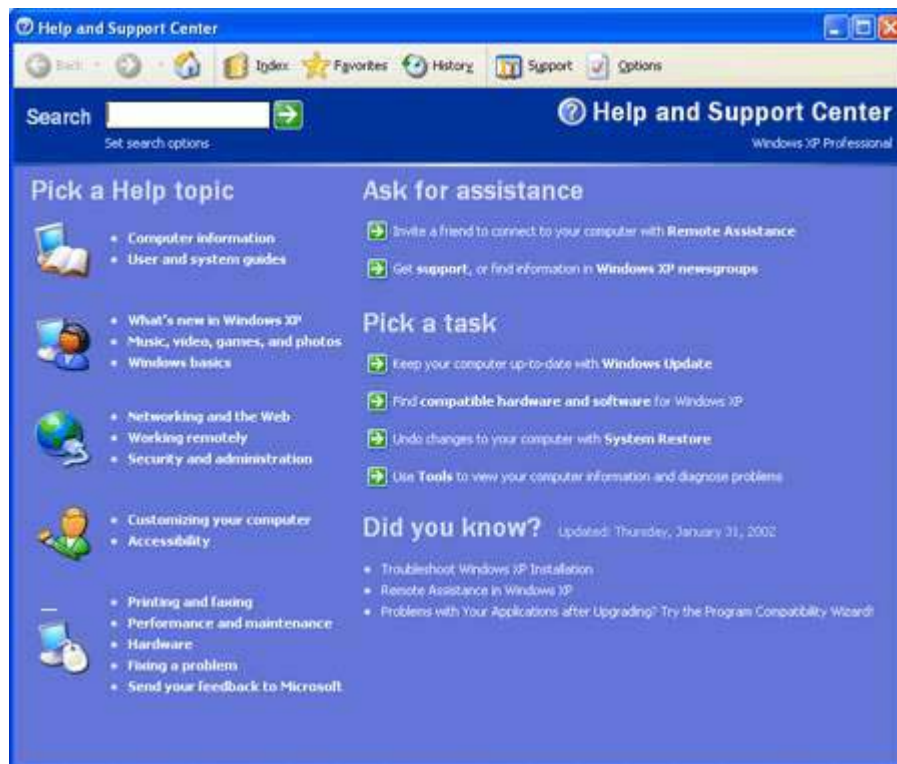 Help and Support Center
Back Index Favorites History Support Options
Search
Set search options
Help and Support Center
Windows XP Professional
Pick a Help topic
Computer information
User and system guides
What's new in Windows XP
Music, video, games, and photos
Windows basics
Networking and the Web
Working remotely
Security and administration
Customizing your computer
Accessibility
Printing and faxing
Performance and maintenance
Hardware
Fixing a problem
Send your feedback to Microsoft
Ask for assistance
Invite a friend to connect to your computer with Remote Assistance
Get support, or find information in Windows XP newsgroups
Pick a task
Keep your computer up-to-date with Windows Update
Find compatible hardware and software for Windows XP
Undo changes to your computer with System Restore
Use Tools to view your computer information and diagnose problems
Did you know? Updated: Thursday, January 31, 2002
Troubleshoot Windows XP Installation
Remote Assistance in Windows XP
Problems with Your Applications after Upgrading? Try the Program Compatibility Wizard!